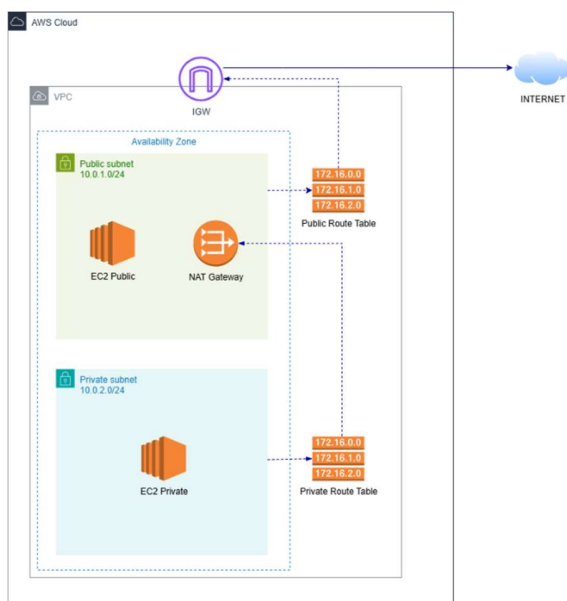 AWS Cloud
INTERNET
VPC
IGW
Availability Zone
Public subnet
10.0.1.0/24
172.16.0.0
172.16.1.0
172.16.2.0
Public Route Table
EC2 Public
NAT Gateway
Private subnet
10.0.2.0/24
172.16.0.0
172.16.1.0
172.16.2.0
EC2 Private
Private Route Table